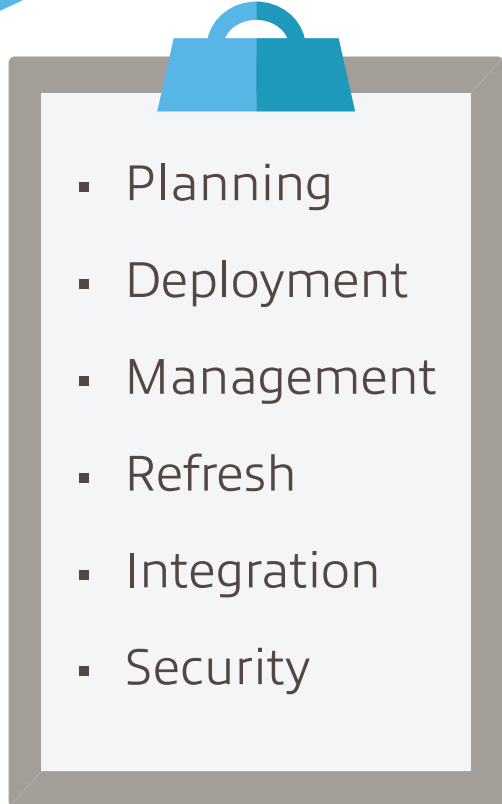 ▪ Planning
▪ Deployment
▪ Management
▪ Refresh
▪ Integration
▪ Security